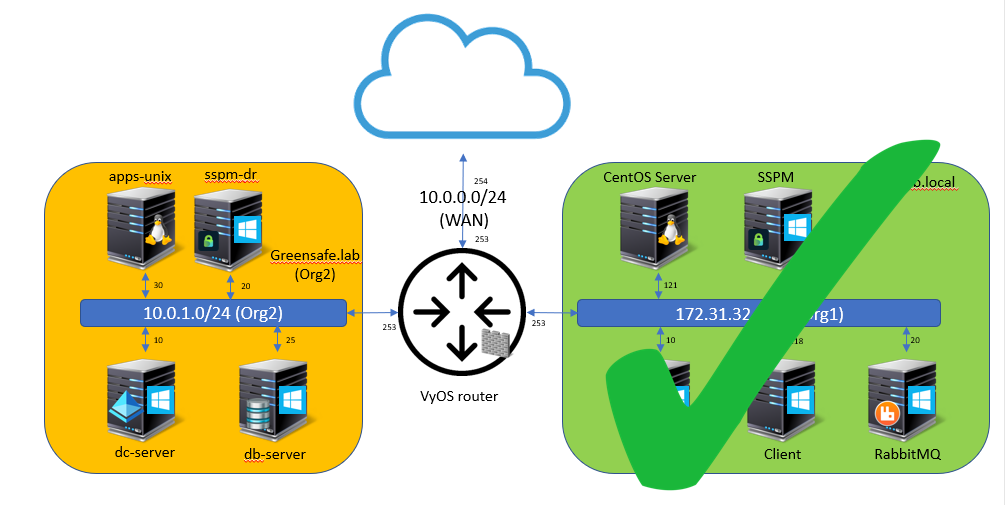 apps-unix
sspm-dr
Greensafe.lab
(Org2)
30
20
10.0.1.0/24 (Org2)
10
25
dc-server
db-server
254
10.0.0.0/24
(WAN)
253
253
253
VyOS router
CentOS Server
SSPM
b.local
121
172.31.32
rg1)
10
18
20
Client
RabbitMQ